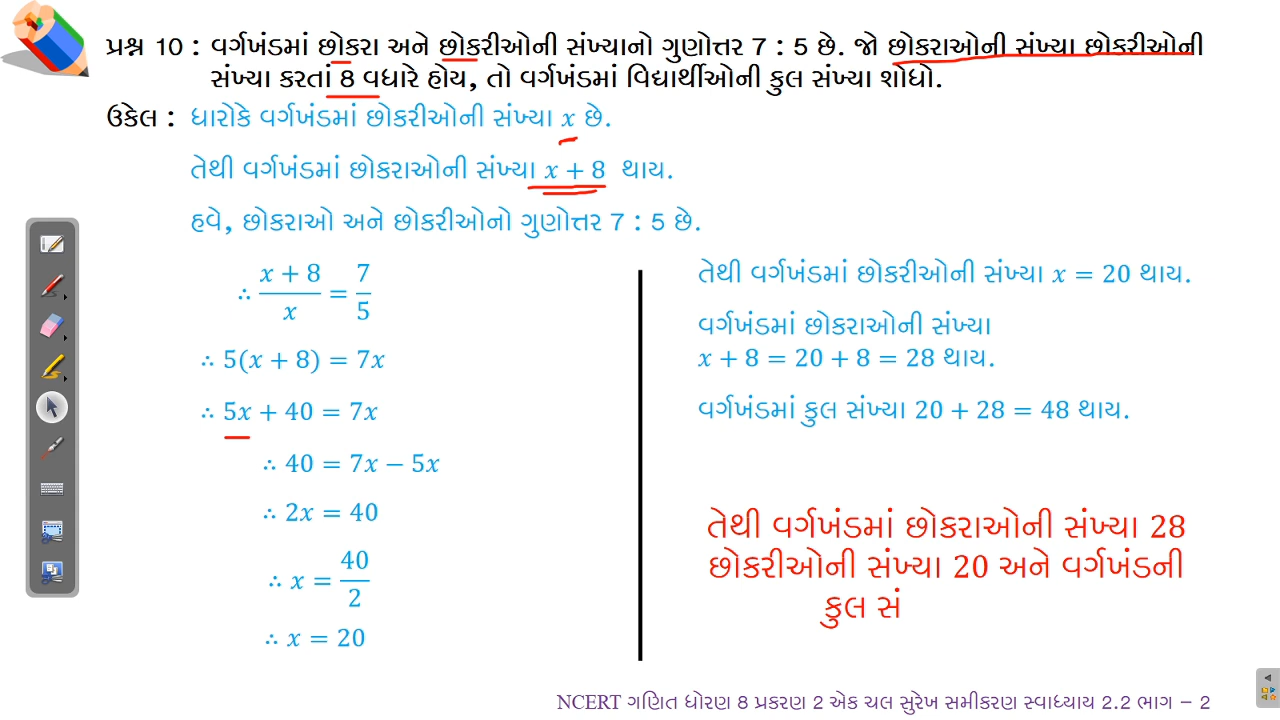 પ્રશ્ન 10 : વર્ગખંડમાં છોકરા અને છોકરીઓની સંખ્યાનો ગુણોત્તર 7 : 5 છે. જો છોકરાઓની સંખ્યા છોકરીઓની
સંખ્યા કરતાં 8 વધારે હોય, તો વર્ગખંડમાં વિદ્યાર્થીઓની કુલ સંખ્યા શોધો.
ઉકેલ : ધારોકે વર્ગખંડમાં છોકરીઓની સંખ્યા x છે.
તેથી વર્ગખંડમાં છોકરાઓની સંખ્યા x + 8 થાય.
હવે, છોકરાઓ અને છોકરીઓનો ગુણોત્તર 7 : 5 છે.
∴ (x + 8)/x = 7/5
∴ 5(x + 8) = 7x
∴ 5x + 40 = 7x
∴ 40 = 7x − 5x
∴ 2x = 40
∴ x = 40/2
∴ x = 20
તેથી વર્ગખંડમાં છોકરીઓની સંખ્યા x = 20 થાય.
વર્ગખંડમાં છોકરાઓની સંખ્યા
x + 8 = 20 + 8 = 28 થાય.
વર્ગખંડમાં કુલ સંખ્યા 20 + 28 = 48 થાય.
તેથી વર્ગખંડમાં છોકરાઓની સંખ્યા 28
છોકરીઓની સંખ્યા 20 અને વર્ગખંડની
કુલ સં
NCERT ગણિત ધોરણ 8 પ્રકરણ 2 એક ચલ સુરેખ સમીકરણ સ્વાધ્યાય 2.2 ભાગ – 2